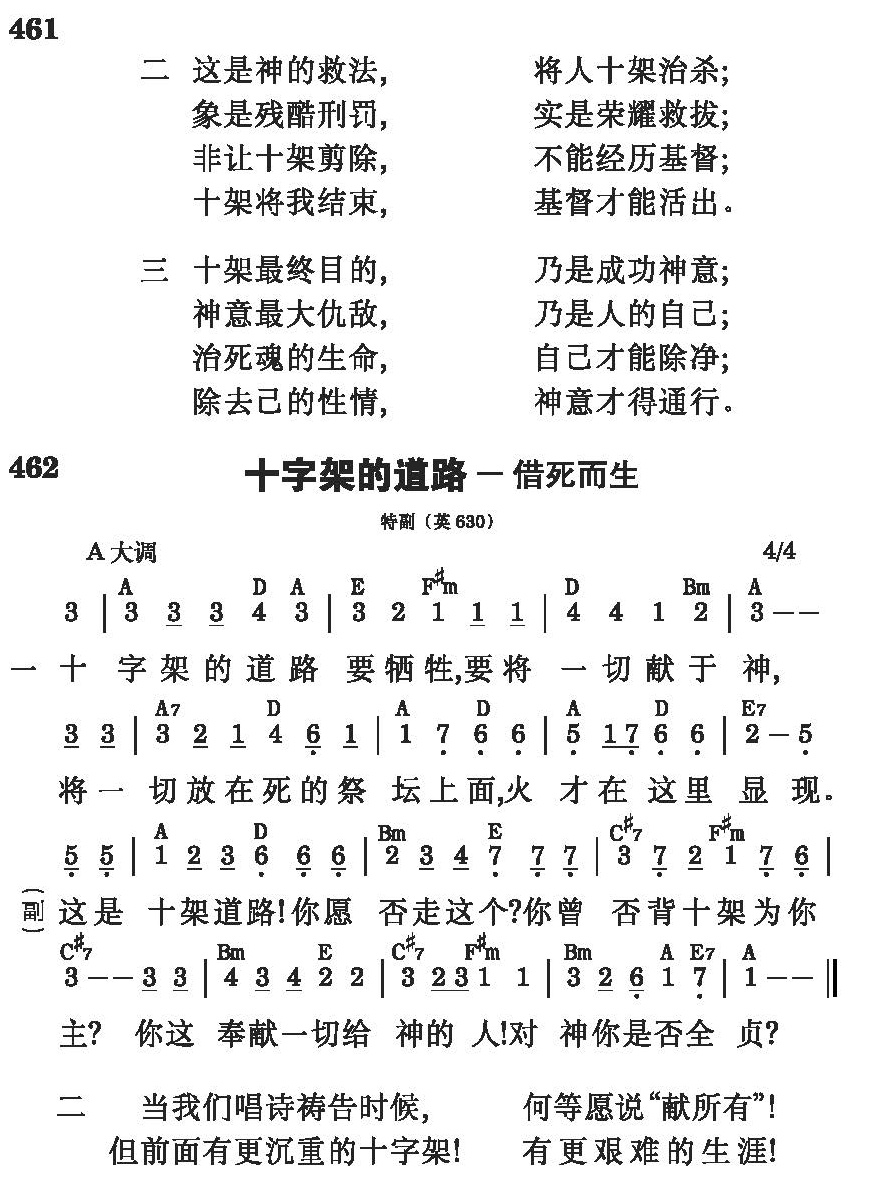 461
二 这是神的救法， 将人十架治杀；
象是残酷刑罚， 实是荣耀救拔；
非让十架剪除， 不能经历基督；
十架将我结束， 基督才能活出。
三 十架最终目的， 乃是成功神意；
神意最大仇敌， 乃是人的自己；
治死魂的生命， 自己才能除净；
除去己的性情， 神意才得通行。
462 十字架的道路－借死而生
特副（英630）
A 大调 4/4
A D A E F♯m D Bm A
3 | 3 3 3 4 3 | 3 2 1 1 1 | 4 4 1 2 | 3 － －
一 十 字架的道路 要牺牲，要将 一切献于 神，
A7 D A D A D E7
3 3 | 3 2 1 4 6̣ 1 | 1 7̣ 6̣ 6̣ | 5̣ 1 7̣ 6̣ 6̣ | 2 － 5̣
将一 切放在死的祭 坛上面，火 才在这里 显 现。
A D Bm E C♯7 F♯m
5̣ 5̣ | 1 2 3 6̣ 6̣ 6̣ | 2 3 4 7̣ 7̣ 7̣ | 3 7̣ 2 1 7̣ 6̣ |
（副） 这是 十架道路！你愿 否走这个？你曾 否背十架为你
C♯7 Bm E C♯7 F♯m Bm A E7 A
3 － － 3 3 | 4 3 4 2 2 | 3 2 3 1 1 | 3 2 6̣ 1 7̣ | 1 － － ‖
主？ 你这 奉献一切给 神的 人！对 神你是否全 贞？
二 当我们唱诗祷告时候， 何等愿说“献所有”！
但前面有更沉重的十字架！ 有更艰难的生涯！